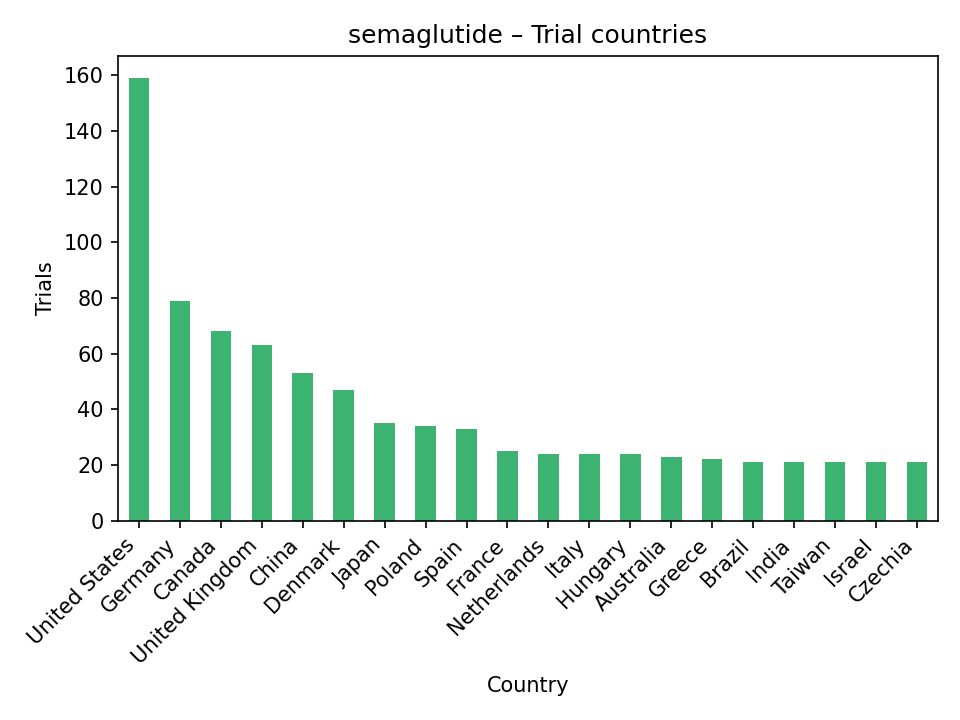 semaglutide – Trial countries
160
140
120
100
80
60
40
20
0
Trials
United States
Germany
Canada
United Kingdom
China
Denmark
Japan
Poland
Spain
France
Netherlands
Italy
Hungary
Australia
Greece
Brazil
India
Taiwan
Israel
Czechia
Country